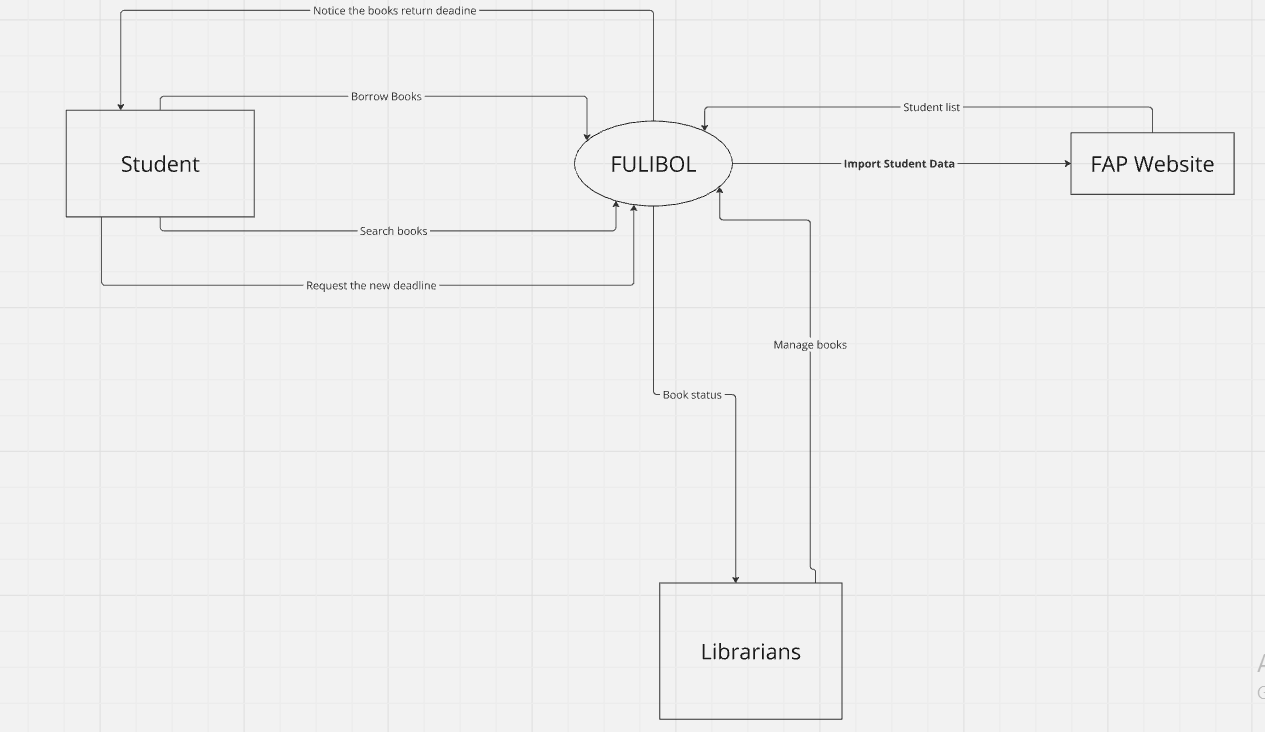 Notice the books return deadine
Borrow Books
Student list
Student
FULIBOL
Import Student Data
FAP Website
Search books
Request the new deadline
Manage books
Book status
Librarians